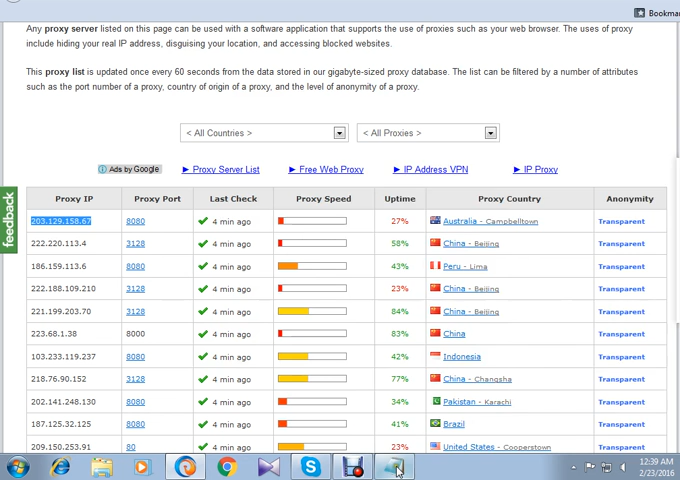 Bookmar
Any proxy server listed on this page can be used with a software application that supports the use of proxies such as your web browser. The uses of proxy
include hiding your real IP address, disguising your location, and accessing blocked websites.
This proxy list is updated once every 60 seconds from the data stored in our gigabyte-sized proxy database. The list can be filtered by a number of attributes
such as the port number of a proxy, country of origin of a proxy, and the level of anonymity of a proxy.
< All Countries > < All Proxies >
Ads by Google ► Proxy Server List ► Free Web Proxy ► IP Address VPN ► IP Proxy
feedback
Proxy IP Proxy Port Last Check Proxy Speed Uptime Proxy Country Anonymity
203.129.158.67 8080 4 min ago 27% Australia - Campbelltown Transparent
222.220.113.4 3128 4 min ago 58% China - Beijing Transparent
186.159.113.6 8080 4 min ago 43% Peru - Lima Transparent
222.188.109.210 3128 4 min ago 23% China - Beijing Transparent
221.199.203.70 3128 4 min ago 84% China - Beijing Transparent
223.68.1.38 8000 4 min ago 83% China Transparent
103.233.119.237 8080 4 min ago 42% Indonesia Transparent
218.76.90.152 3128 4 min ago 77% China - Changsha Transparent
202.141.248.130 8080 4 min ago 34% Pakistan - Karachi Transparent
187.125.32.125 8080 4 min ago 41% Brazil Transparent
209.150.253.91 80 4 min ago 23% United States - Cooperstown Transparent
12:39 AM
2/23/2016